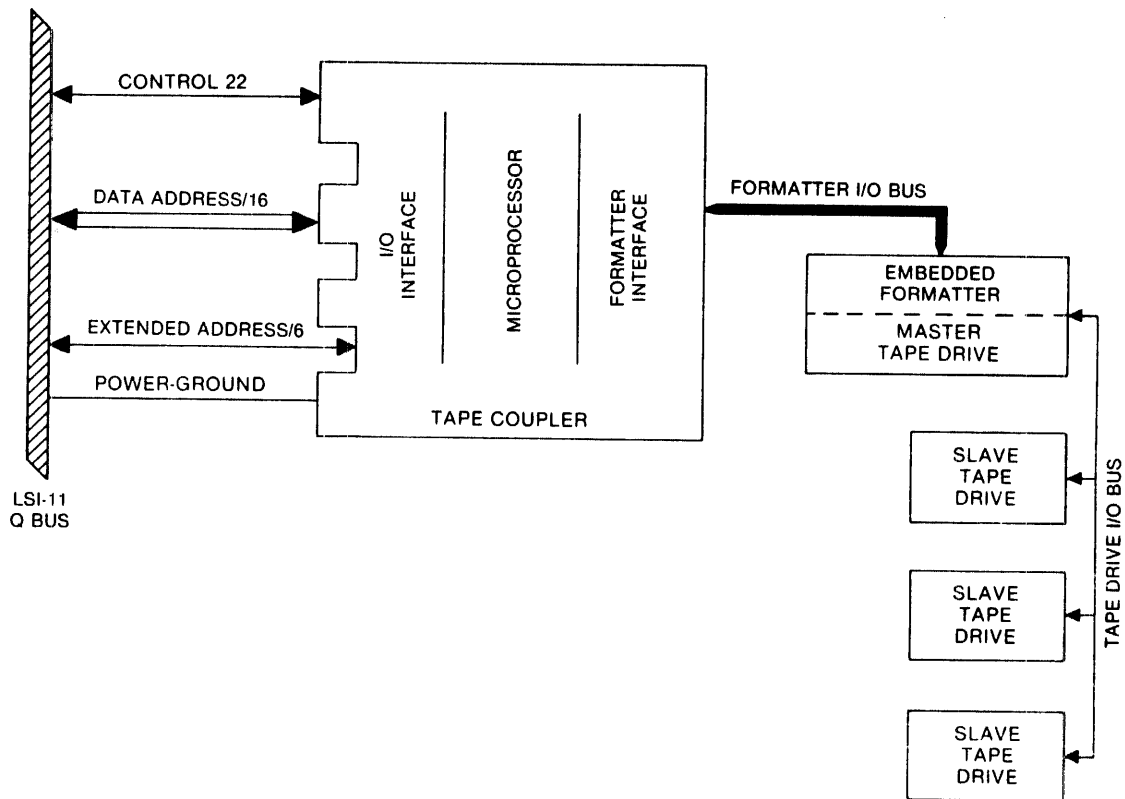 CONTROL 22
DATA ADDRESS/16
EXTENDED ADDRESS/6
POWER-GROUND
LSI-11
Q BUS
I/O
INTERFACE
MICROPROCESSOR
FORMATTER
INTERFACE
TAPE COUPLER
FORMATTER I/O BUS
EMBEDDED
FORMATTER
MASTER
TAPE DRIVE
SLAVE
TAPE
DRIVE
SLAVE
TAPE
DRIVE
SLAVE
TAPE
DRIVE
TAPE DRIVE I/O BUS